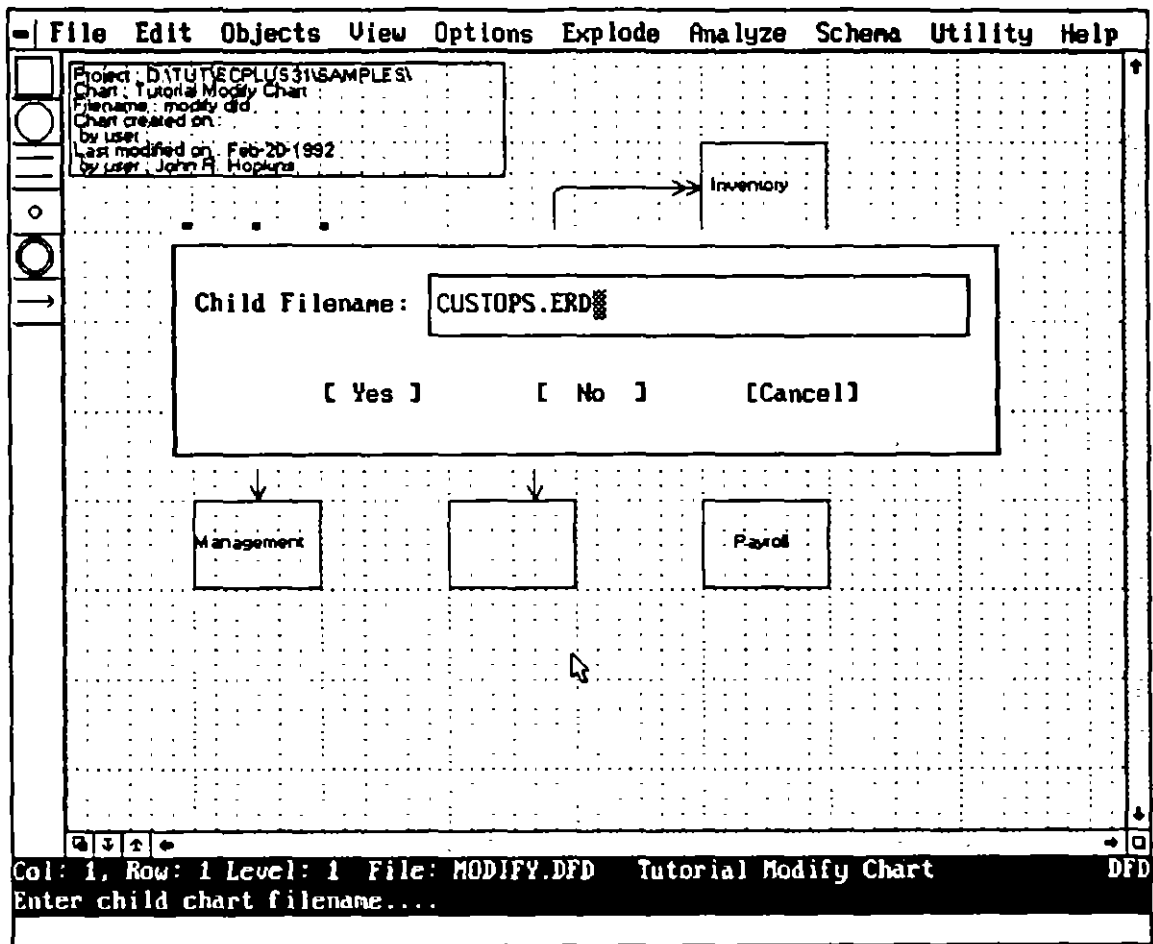 File Edit Objects View Options Explode Analyze Schema Utility Help
Project : D:\TUT\ECPLUS31\SAMPLES\
Chart : Tutorial Modify Chart
Filename : modify.dfd
Chart created on :
by user :
Last modified on : Feb-20-1992
by user : John R. Hopkins
Inventory
Child Filename: CUSTOPS.ERD
[ Yes ] [ No ] [Cancel]
Management
Payroll
Col: 1, Row: 1 Level: 1 File: MODIFY.DFD Tutorial Modify Chart DFD
Enter child chart filename....